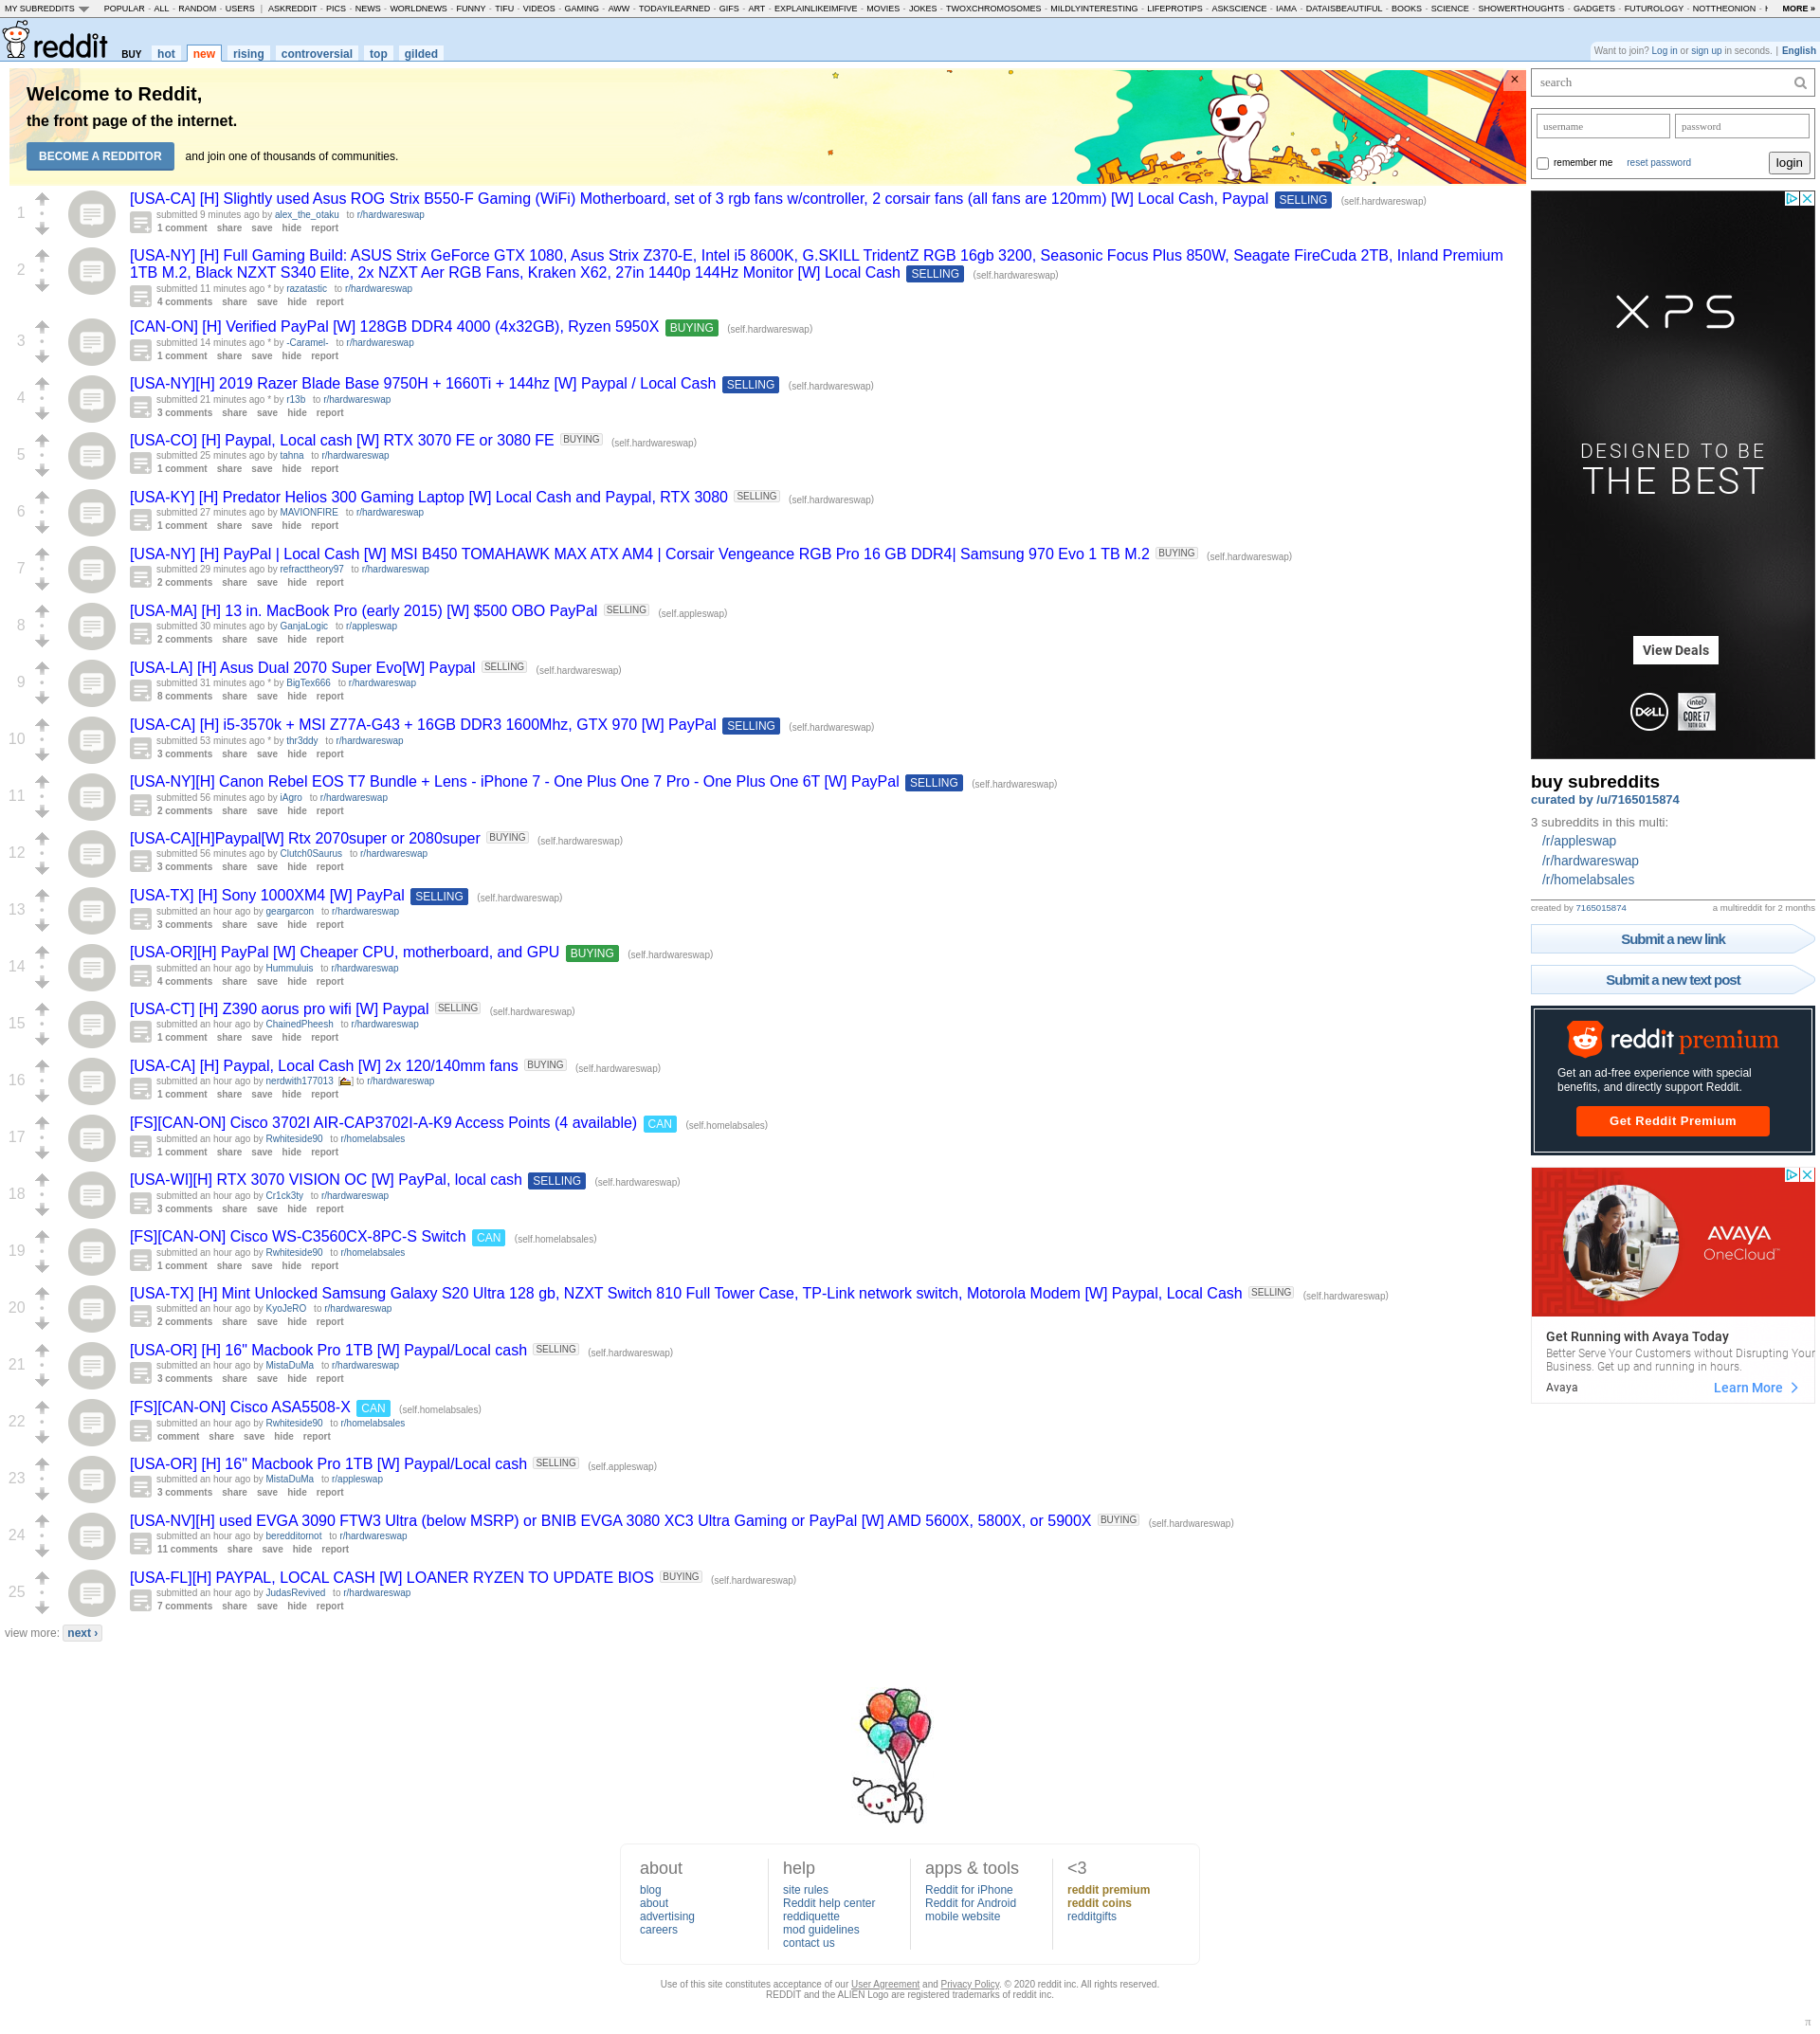 MY SUBREDDITS POPULAR - ALL - RANDOM - USERS | ASKREDDIT - PICS - NEWS - WORLDNEWS - FUNNY - TIFU - VIDEOS - GAMING - AWW - TODAYILEARNED - GIFS - ART - EXPLAINLIKEIMFIVE - MOVIES - JOKES - TWOXCHROMOSOMES - MILDLYINTERESTING - LIFEPROTIPS - ASKSCIENCE - IAMA - DATAISBEAUTIFUL - BOOKS - SCIENCE - SHOWERTHOUGHTS - GADGETS - FUTUROLOGY - NOTTHEONION - MORE »
reddit BUY hot new rising controversial top gilded
Want to join? Log in or sign up in seconds. | English
Welcome to Reddit,
the front page of the internet.
BECOME A REDDITOR and join one of thousands of communities.
×
1
[USA-CA] [H] Slightly used Asus ROG Strix B550-F Gaming (WiFi) Motherboard, set of 3 rgb fans w/controller, 2 corsair fans (all fans are 120mm) [W] Local Cash, Paypal SELLING (self.hardwareswap)
submitted 9 minutes ago by alex_the_otaku to r/hardwareswap
1 comment share save hide report
2
[USA-NY] [H] Full Gaming Build: ASUS Strix GeForce GTX 1080, Asus Strix Z370-E, Intel i5 8600K, G.SKILL TridentZ RGB 16gb 3200, Seasonic Focus Plus 850W, Seagate FireCuda 2TB, Inland Premium
1TB M.2, Black NZXT S340 Elite, 2x NZXT Aer RGB Fans, Kraken X62, 27in 1440p 144Hz Monitor [W] Local Cash SELLING (self.hardwareswap)
submitted 11 minutes ago * by razatastic to r/hardwareswap
4 comments share save hide report
3
[CAN-ON] [H] Verified PayPal [W] 128GB DDR4 4000 (4x32GB), Ryzen 5950X BUYING (self.hardwareswap)
submitted 14 minutes ago * by -Caramel- to r/hardwareswap
1 comment share save hide report
4
[USA-NY][H] 2019 Razer Blade Base 9750H + 1660Ti + 144hz [W] Paypal / Local Cash SELLING (self.hardwareswap)
submitted 21 minutes ago * by r13b to r/hardwareswap
3 comments share save hide report
5
[USA-CO] [H] Paypal, Local cash [W] RTX 3070 FE or 3080 FE BUYING (self.hardwareswap)
submitted 25 minutes ago by tahna to r/hardwareswap
1 comment share save hide report
6
[USA-KY] [H] Predator Helios 300 Gaming Laptop [W] Local Cash and Paypal, RTX 3080 SELLING (self.hardwareswap)
submitted 27 minutes ago by MAVIONFIRE to r/hardwareswap
1 comment share save hide report
7
[USA-NY] [H] PayPal | Local Cash [W] MSI B450 TOMAHAWK MAX ATX AM4 | Corsair Vengeance RGB Pro 16 GB DDR4| Samsung 970 Evo 1 TB M.2 BUYING (self.hardwareswap)
submitted 29 minutes ago by refracttheory97 to r/hardwareswap
2 comments share save hide report
8
[USA-MA] [H] 13 in. MacBook Pro (early 2015) [W] $500 OBO PayPal SELLING (self.appleswap)
submitted 30 minutes ago by GanjaLogic to r/appleswap
2 comments share save hide report
9
[USA-LA] [H] Asus Dual 2070 Super Evo[W] Paypal SELLING (self.hardwareswap)
submitted 31 minutes ago * by BigTex666 to r/hardwareswap
8 comments share save hide report
10
[USA-CA] [H] i5-3570k + MSI Z77A-G43 + 16GB DDR3 1600Mhz, GTX 970 [W] PayPal SELLING (self.hardwareswap)
submitted 53 minutes ago * by thr3ddy to r/hardwareswap
3 comments share save hide report
11
[USA-NY][H] Canon Rebel EOS T7 Bundle + Lens - iPhone 7 - One Plus One 7 Pro - One Plus One 6T [W] PayPal SELLING (self.hardwareswap)
submitted 56 minutes ago by iAgro to r/hardwareswap
2 comments share save hide report
12
[USA-CA][H]Paypal[W] Rtx 2070super or 2080super BUYING (self.hardwareswap)
submitted 56 minutes ago by Clutch0Saurus to r/hardwareswap
3 comments share save hide report
13
[USA-TX] [H] Sony 1000XM4 [W] PayPal SELLING (self.hardwareswap)
submitted an hour ago by geargarcon to r/hardwareswap
3 comments share save hide report
14
[USA-OR][H] PayPal [W] Cheaper CPU, motherboard, and GPU BUYING (self.hardwareswap)
submitted an hour ago by Hummuluis to r/hardwareswap
4 comments share save hide report
15
[USA-CT] [H] Z390 aorus pro wifi [W] Paypal SELLING (self.hardwareswap)
submitted an hour ago by ChainedPheesh to r/hardwareswap
1 comment share save hide report
16
[USA-CA] [H] Paypal, Local Cash [W] 2x 120/140mm fans BUYING (self.hardwareswap)
submitted an hour ago by nerdwith177013 [] to r/hardwareswap
1 comment share save hide report
17
[FS][CAN-ON] Cisco 3702I AIR-CAP3702I-A-K9 Access Points (4 available) CAN (self.homelabsales)
submitted an hour ago by Rwhiteside90 to r/homelabsales
1 comment share save hide report
18
[USA-WI][H] RTX 3070 VISION OC [W] PayPal, local cash SELLING (self.hardwareswap)
submitted an hour ago by Cr1ck3ty to r/hardwareswap
3 comments share save hide report
19
[FS][CAN-ON] Cisco WS-C3560CX-8PC-S Switch CAN (self.homelabsales)
submitted an hour ago by Rwhiteside90 to r/homelabsales
1 comment share save hide report
20
[USA-TX] [H] Mint Unlocked Samsung Galaxy S20 Ultra 128 gb, NZXT Switch 810 Full Tower Case, TP-Link network switch, Motorola Modem [W] Paypal, Local Cash SELLING (self.hardwareswap)
submitted an hour ago by KyoJeRO to r/hardwareswap
2 comments share save hide report
21
[USA-OR] [H] 16" Macbook Pro 1TB [W] Paypal/Local cash SELLING (self.hardwareswap)
submitted an hour ago by MistaDuMa to r/hardwareswap
3 comments share save hide report
22
[FS][CAN-ON] Cisco ASA5508-X CAN (self.homelabsales)
submitted an hour ago by Rwhiteside90 to r/homelabsales
comment share save hide report
23
[USA-OR] [H] 16" Macbook Pro 1TB [W] Paypal/Local cash SELLING (self.appleswap)
submitted an hour ago by MistaDuMa to r/appleswap
3 comments share save hide report
24
[USA-NV][H] used EVGA 3090 FTW3 Ultra (below MSRP) or BNIB EVGA 3080 XC3 Ultra Gaming or PayPal [W] AMD 5600X, 5800X, or 5900X BUYING (self.hardwareswap)
submitted an hour ago by beredditornot to r/hardwareswap
11 comments share save hide report
25
[USA-FL][H] PAYPAL, LOCAL CASH [W] LOANER RYZEN TO UPDATE BIOS BUYING (self.hardwareswap)
submitted an hour ago by JudasRevived to r/hardwareswap
7 comments share save hide report
view more: next ›
search
username password
remember me reset password login
XPS
DESIGNED TO BE
THE BEST
View Deals
DELL intel CORE i7 10TH GEN
buy subreddits
curated by /u/7165015874
3 subreddits in this multi:
/r/appleswap
/r/hardwareswap
/r/homelabsales
created by 7165015874 a multireddit for 2 months
Submit a new link
Submit a new text post
reddit premium
Get an ad-free experience with special
benefits, and directly support Reddit.
Get Reddit Premium
AVAYA
OneCloud™
Get Running with Avaya Today
Better Serve Your Customers without Disrupting Your
Business. Get up and running in hours.
Avaya Learn More
about
blog
about
advertising
careers
help
site rules
Reddit help center
reddiquette
mod guidelines
contact us
apps & tools
Reddit for iPhone
Reddit for Android
mobile website
<3
reddit premium
reddit coins
redditgifts
Use of this site constitutes acceptance of our User Agreement and Privacy Policy. © 2020 reddit inc. All rights reserved.
REDDIT and the ALIEN Logo are registered trademarks of reddit inc.
π